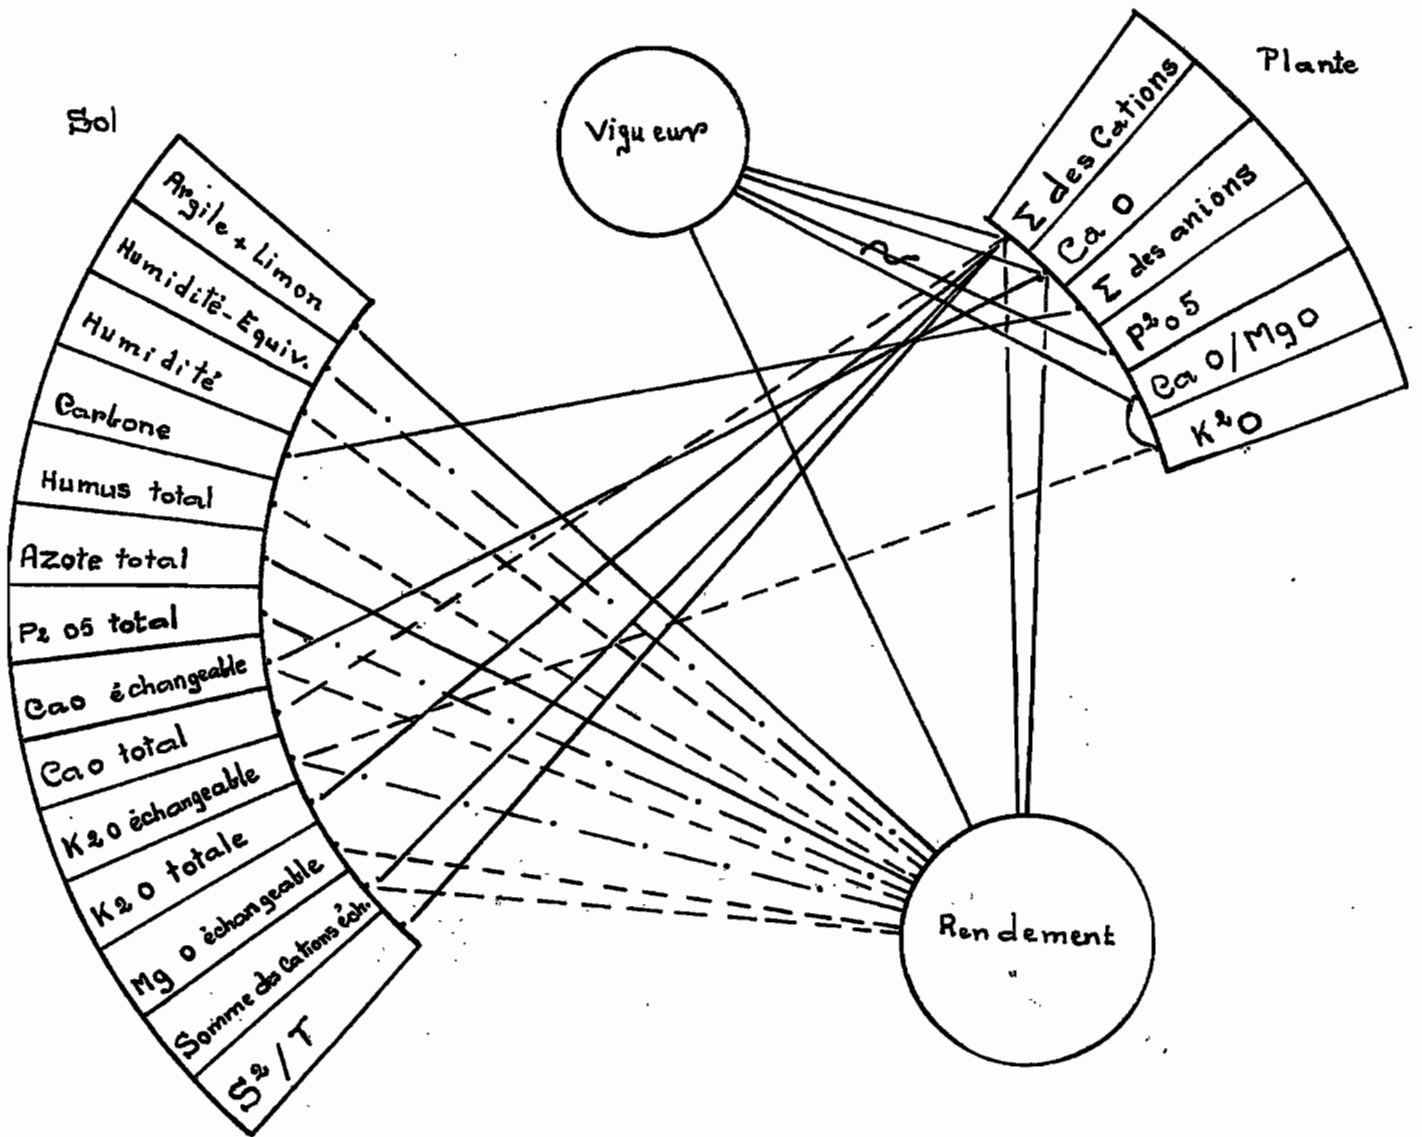 Sol
Argile + Limon
Humidité-Equiv.
Humidité
Carbone
Humus total
Azote total
P2 O5 total
CaO échangeable
CaO total
K2O échangeable
K2O totale
MgO échangeable
Somme des Cations éch.
S²/T
Vigueur
Plante
Σ des Cations
CaO
Σ des anions
P²O5
CaO/MgO
K²O
Rendement